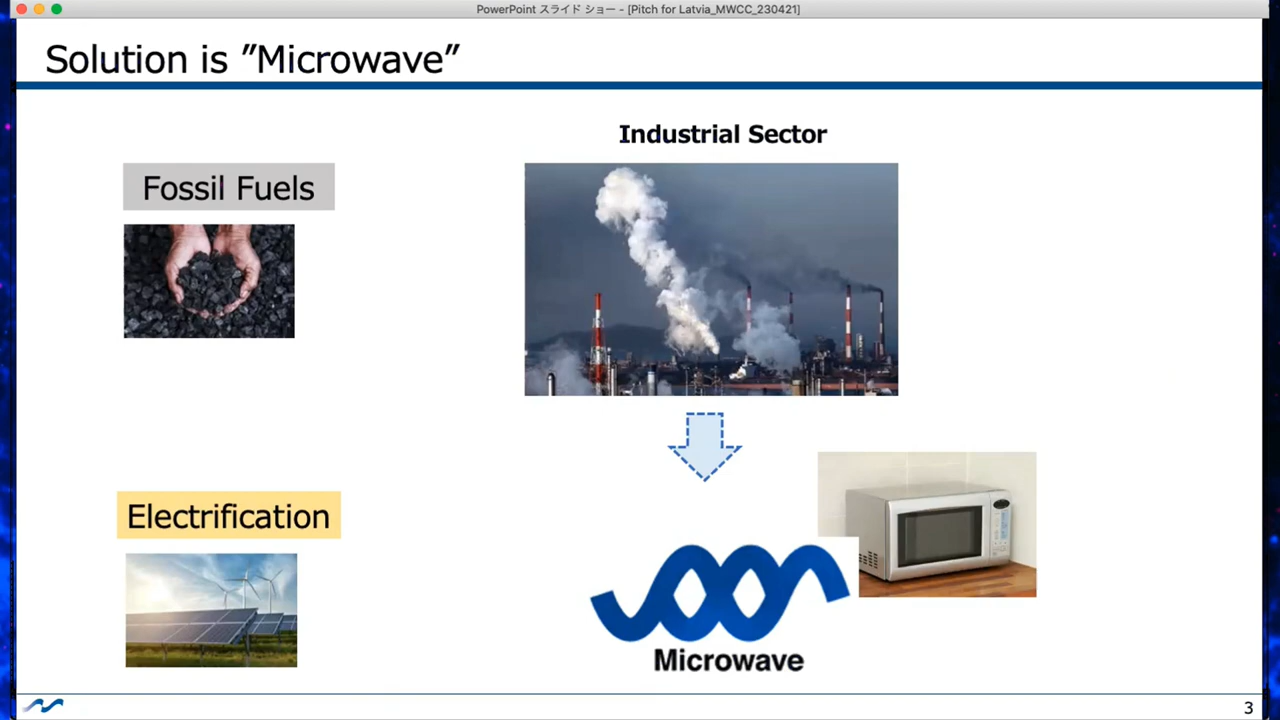 PowerPoint スライド ショー - [Pitch for Latvia_MWCC_230421]
Solution is ”Microwave”
Industrial Sector
Fossil Fuels
Electrification
Microwave
3